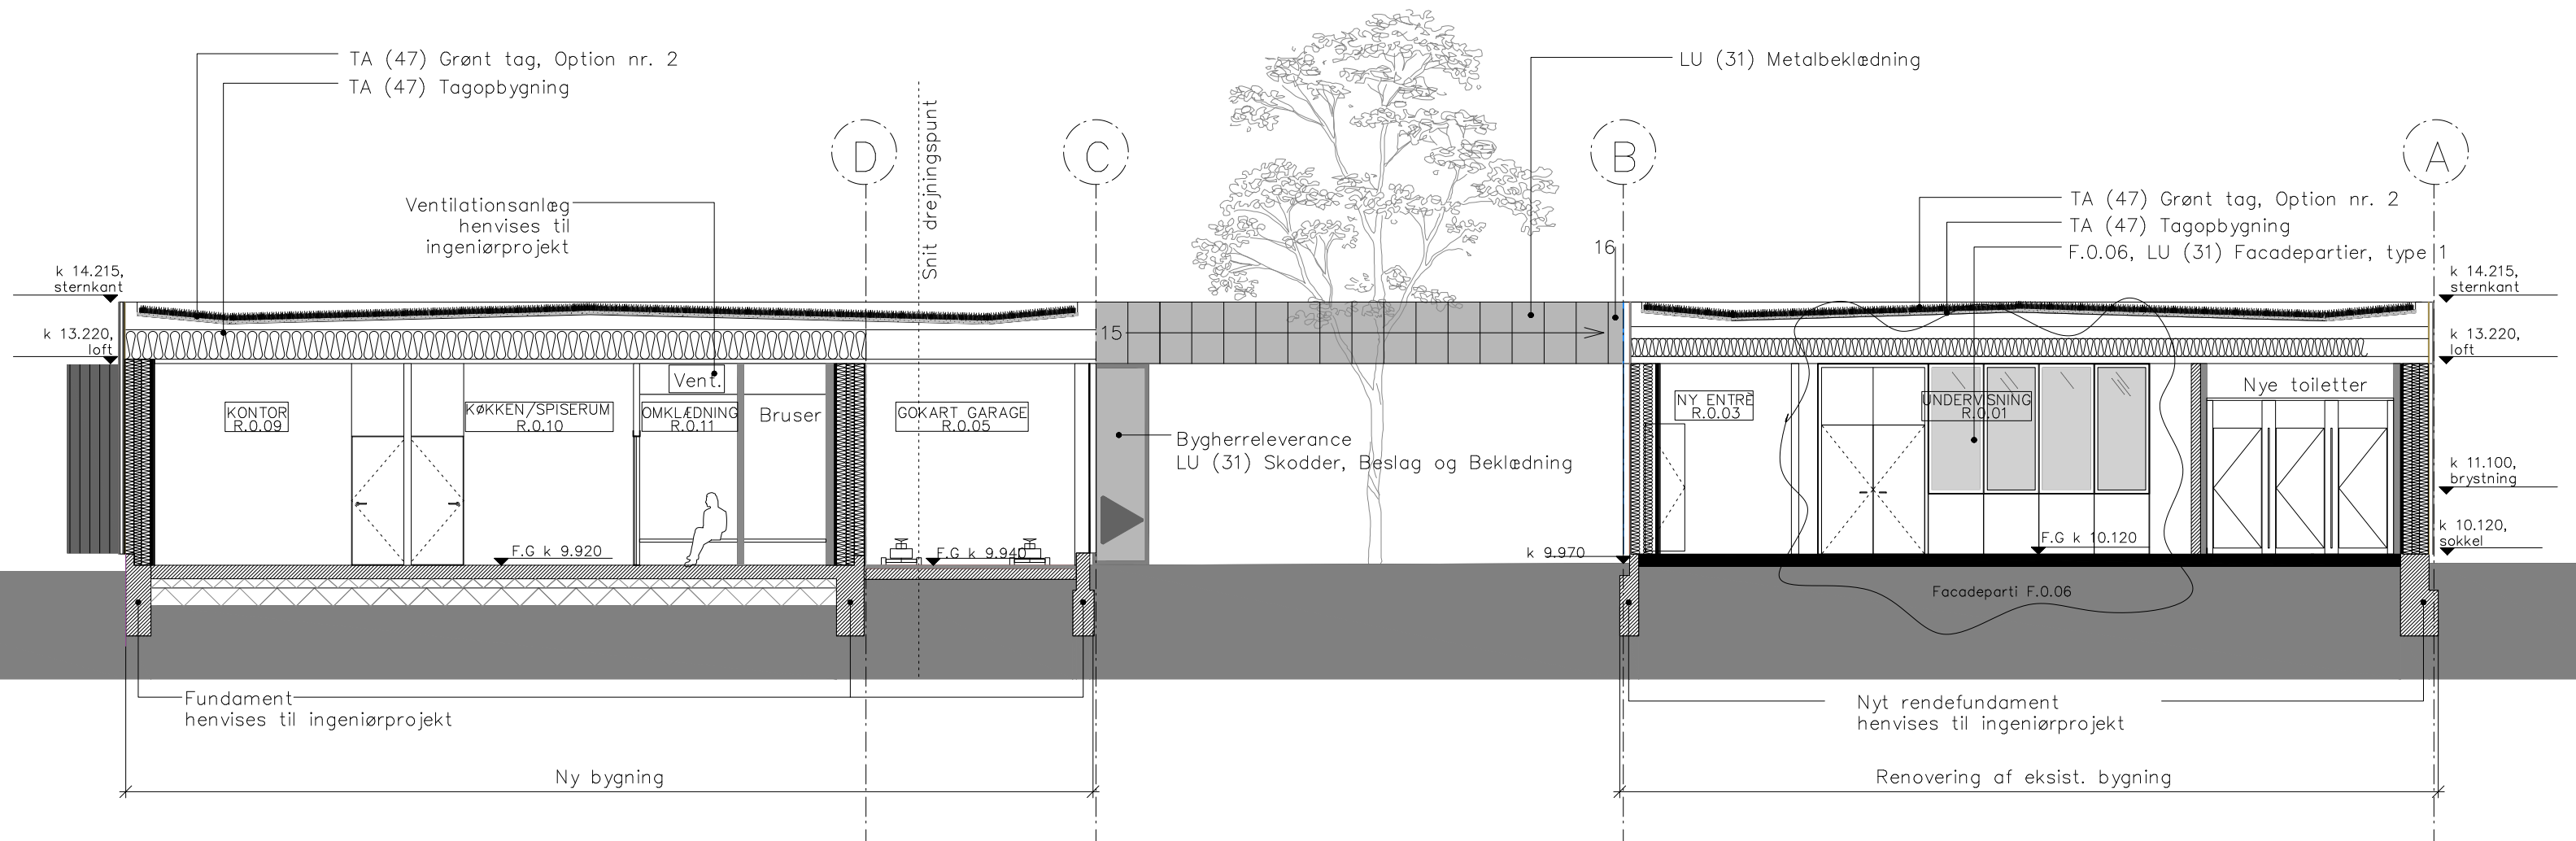 TA (47) Grønt tag, Option nr. 2
TA (47) Tagopbygning
LU (31) Metalbeklædning
Snit drejningspunt
D
C
B
A
Ventilationsanlæg
henvises til
ingeniørprojekt
TA (47) Grønt tag, Option nr. 2
TA (47) Tagopbygning
F.0.06, LU (31) Facadepartier, type 1
16
k 14.215,
sternkant
k 13.220,
loft
15
k 14.215,
sternkant
k 13.220,
loft
Vent.
KONTOR
R.0.09
KØKKEN/SPISERUM
R.0.10
OMKLÆDNING
R.0.11
Bruser
GOKART GARAGE
R.0.05
Bygherreleverance
LU (31) Skodder, Beslag og Beklædning
NY ENTRÈ
R.0.03
UNDERVISNING
R.0.01
Nye toiletter
k 11.100,
brystning
k 10.120,
sokkel
F.G k 9.920
F.G k 9.940
k 9.970
F.G k 10.120
Facadeparti F.0.06
Fundament
henvises til ingeniørprojekt
Nyt rendefundament
henvises til ingeniørprojekt
Ny bygning
Renovering af eksist. bygning